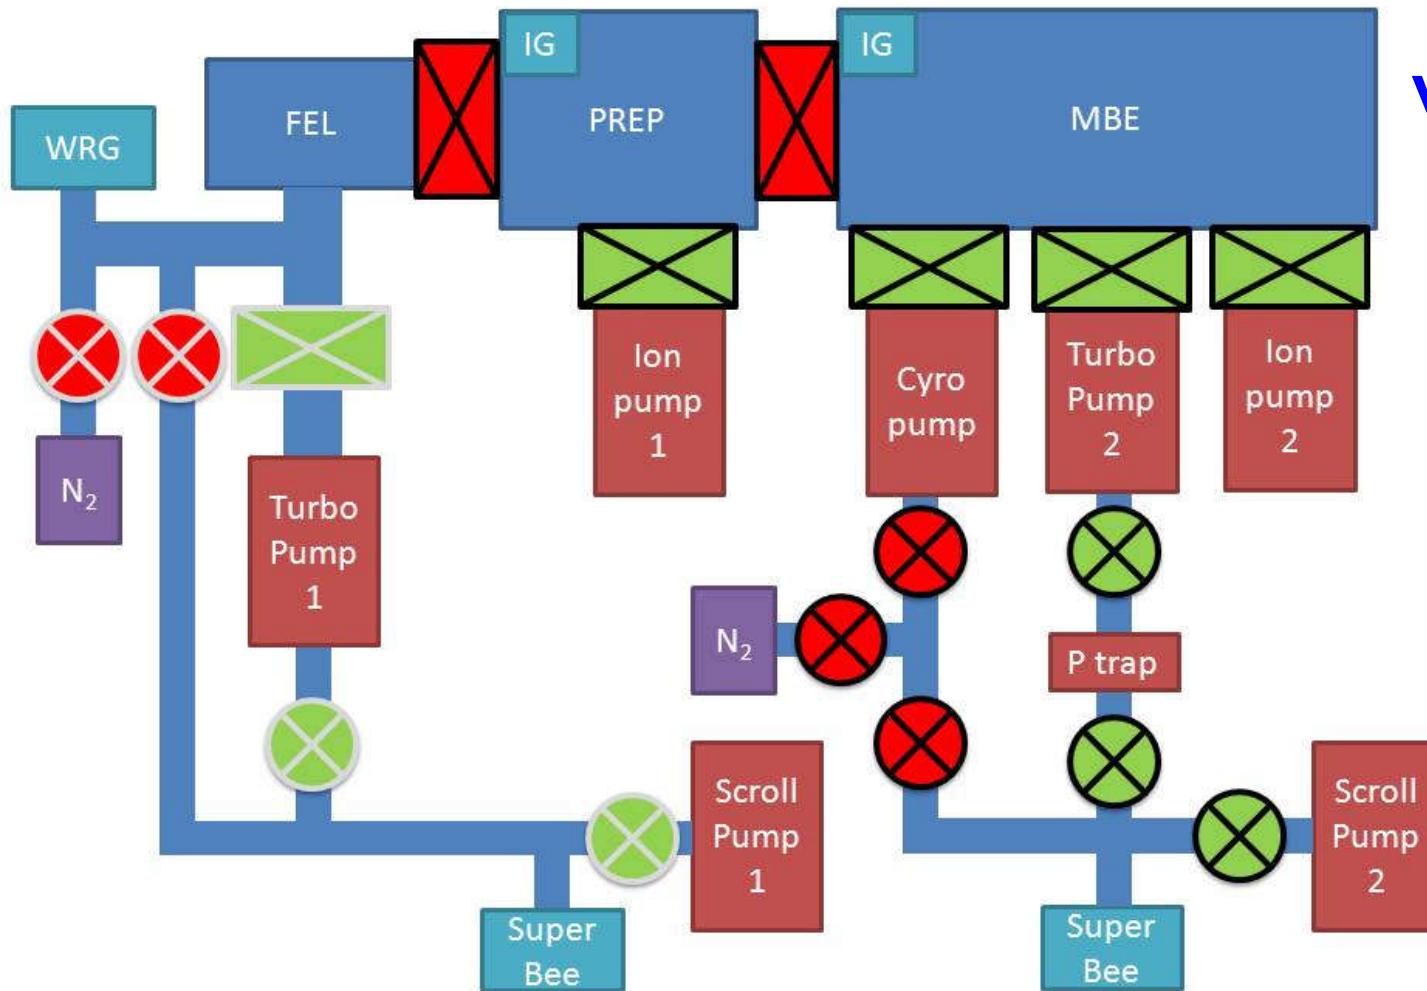 IG
IG
FEL
PREP
MBE
WRG
Ion
pump
1
Cyro
pump
Turbo
Pump
2
Ion
pump
2
N₂
Turbo
Pump
1
N₂
P trap
Scroll
Pump
1
Scroll
Pump
2
Super
Bee
Super
Bee